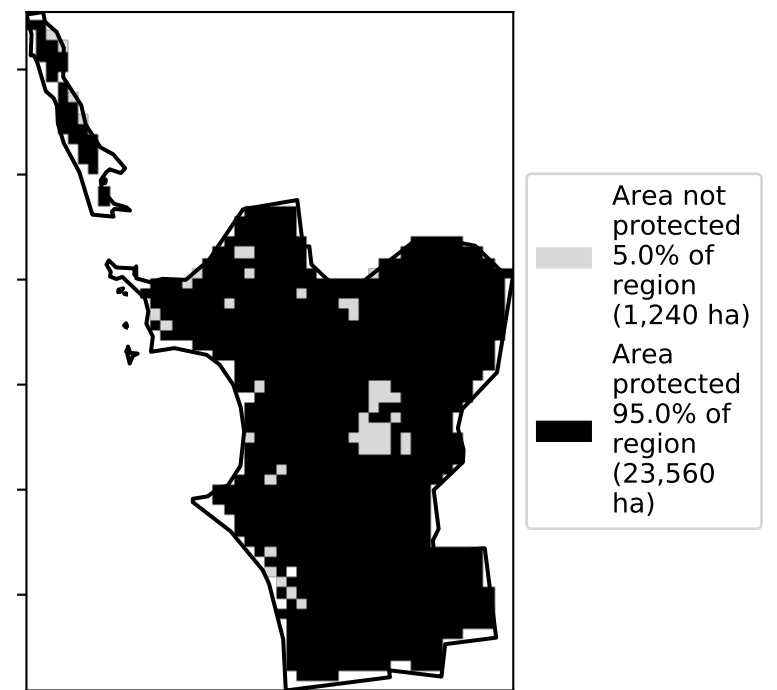 Area not
protected
5.0% of
region
(1,240 ha)
Area
protected
95.0% of
region
(23,560
ha)